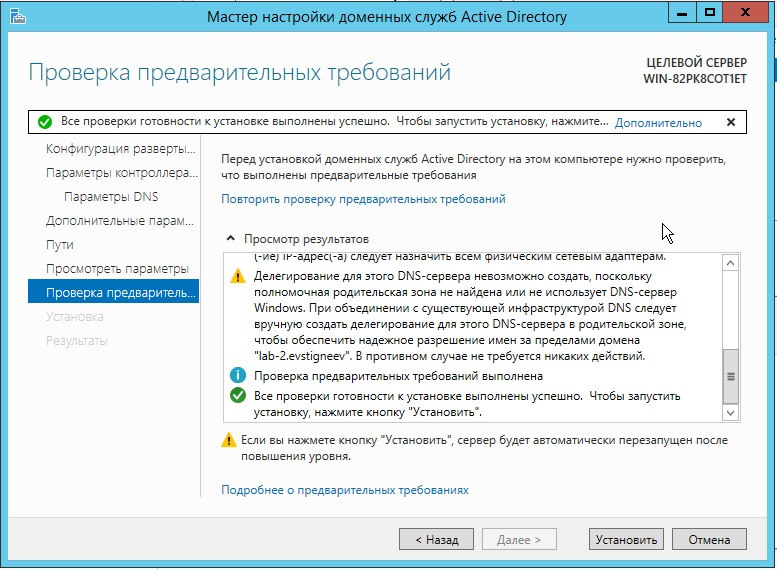 Мастер настройки доменных служб Active Directory
Проверка предварительных требований
ЦЕЛЕВОЙ СЕРВЕР
WIN-82PK8COT1ET
Все проверки готовности к установке выполнены успешно. Чтобы запустить установку, нажмите... Дополнительно
Конфигурация разверты...
Параметры контроллера...
Параметры DNS
Дополнительные парам...
Пути
Просмотреть параметры
Проверка предваритель...
Установка
Результаты
Перед установкой доменных служб Active Directory на этом компьютере нужно проверить,
что выполнены предварительные требования
Повторить проверку предварительных требований
Просмотр результатов
(-ие) IP-адрес(-а) следует назначить всем физическим сетевым адаптерам.
Делегирование для этого DNS-сервера невозможно создать, поскольку
полномочная родительская зона не найдена или не использует DNS-сервер
Windows. При объединении с существующей инфраструктурой DNS следует
вручную создать делегирование для этого DNS-сервера в родительской зоне,
чтобы обеспечить надежное разрешение имен за пределами домена
"lab-2.evstigneev". В противном случае не требуется никаких действий.
Проверка предварительных требований выполнена
Все проверки готовности к установке выполнены успешно. Чтобы запустить
установку, нажмите кнопку "Установить".
Если вы нажмете кнопку "Установить", сервер будет автоматически перезапущен после
повышения уровня.
Подробнее о предварительных требованиях
< Назад
Далее >
Установить
Отмена